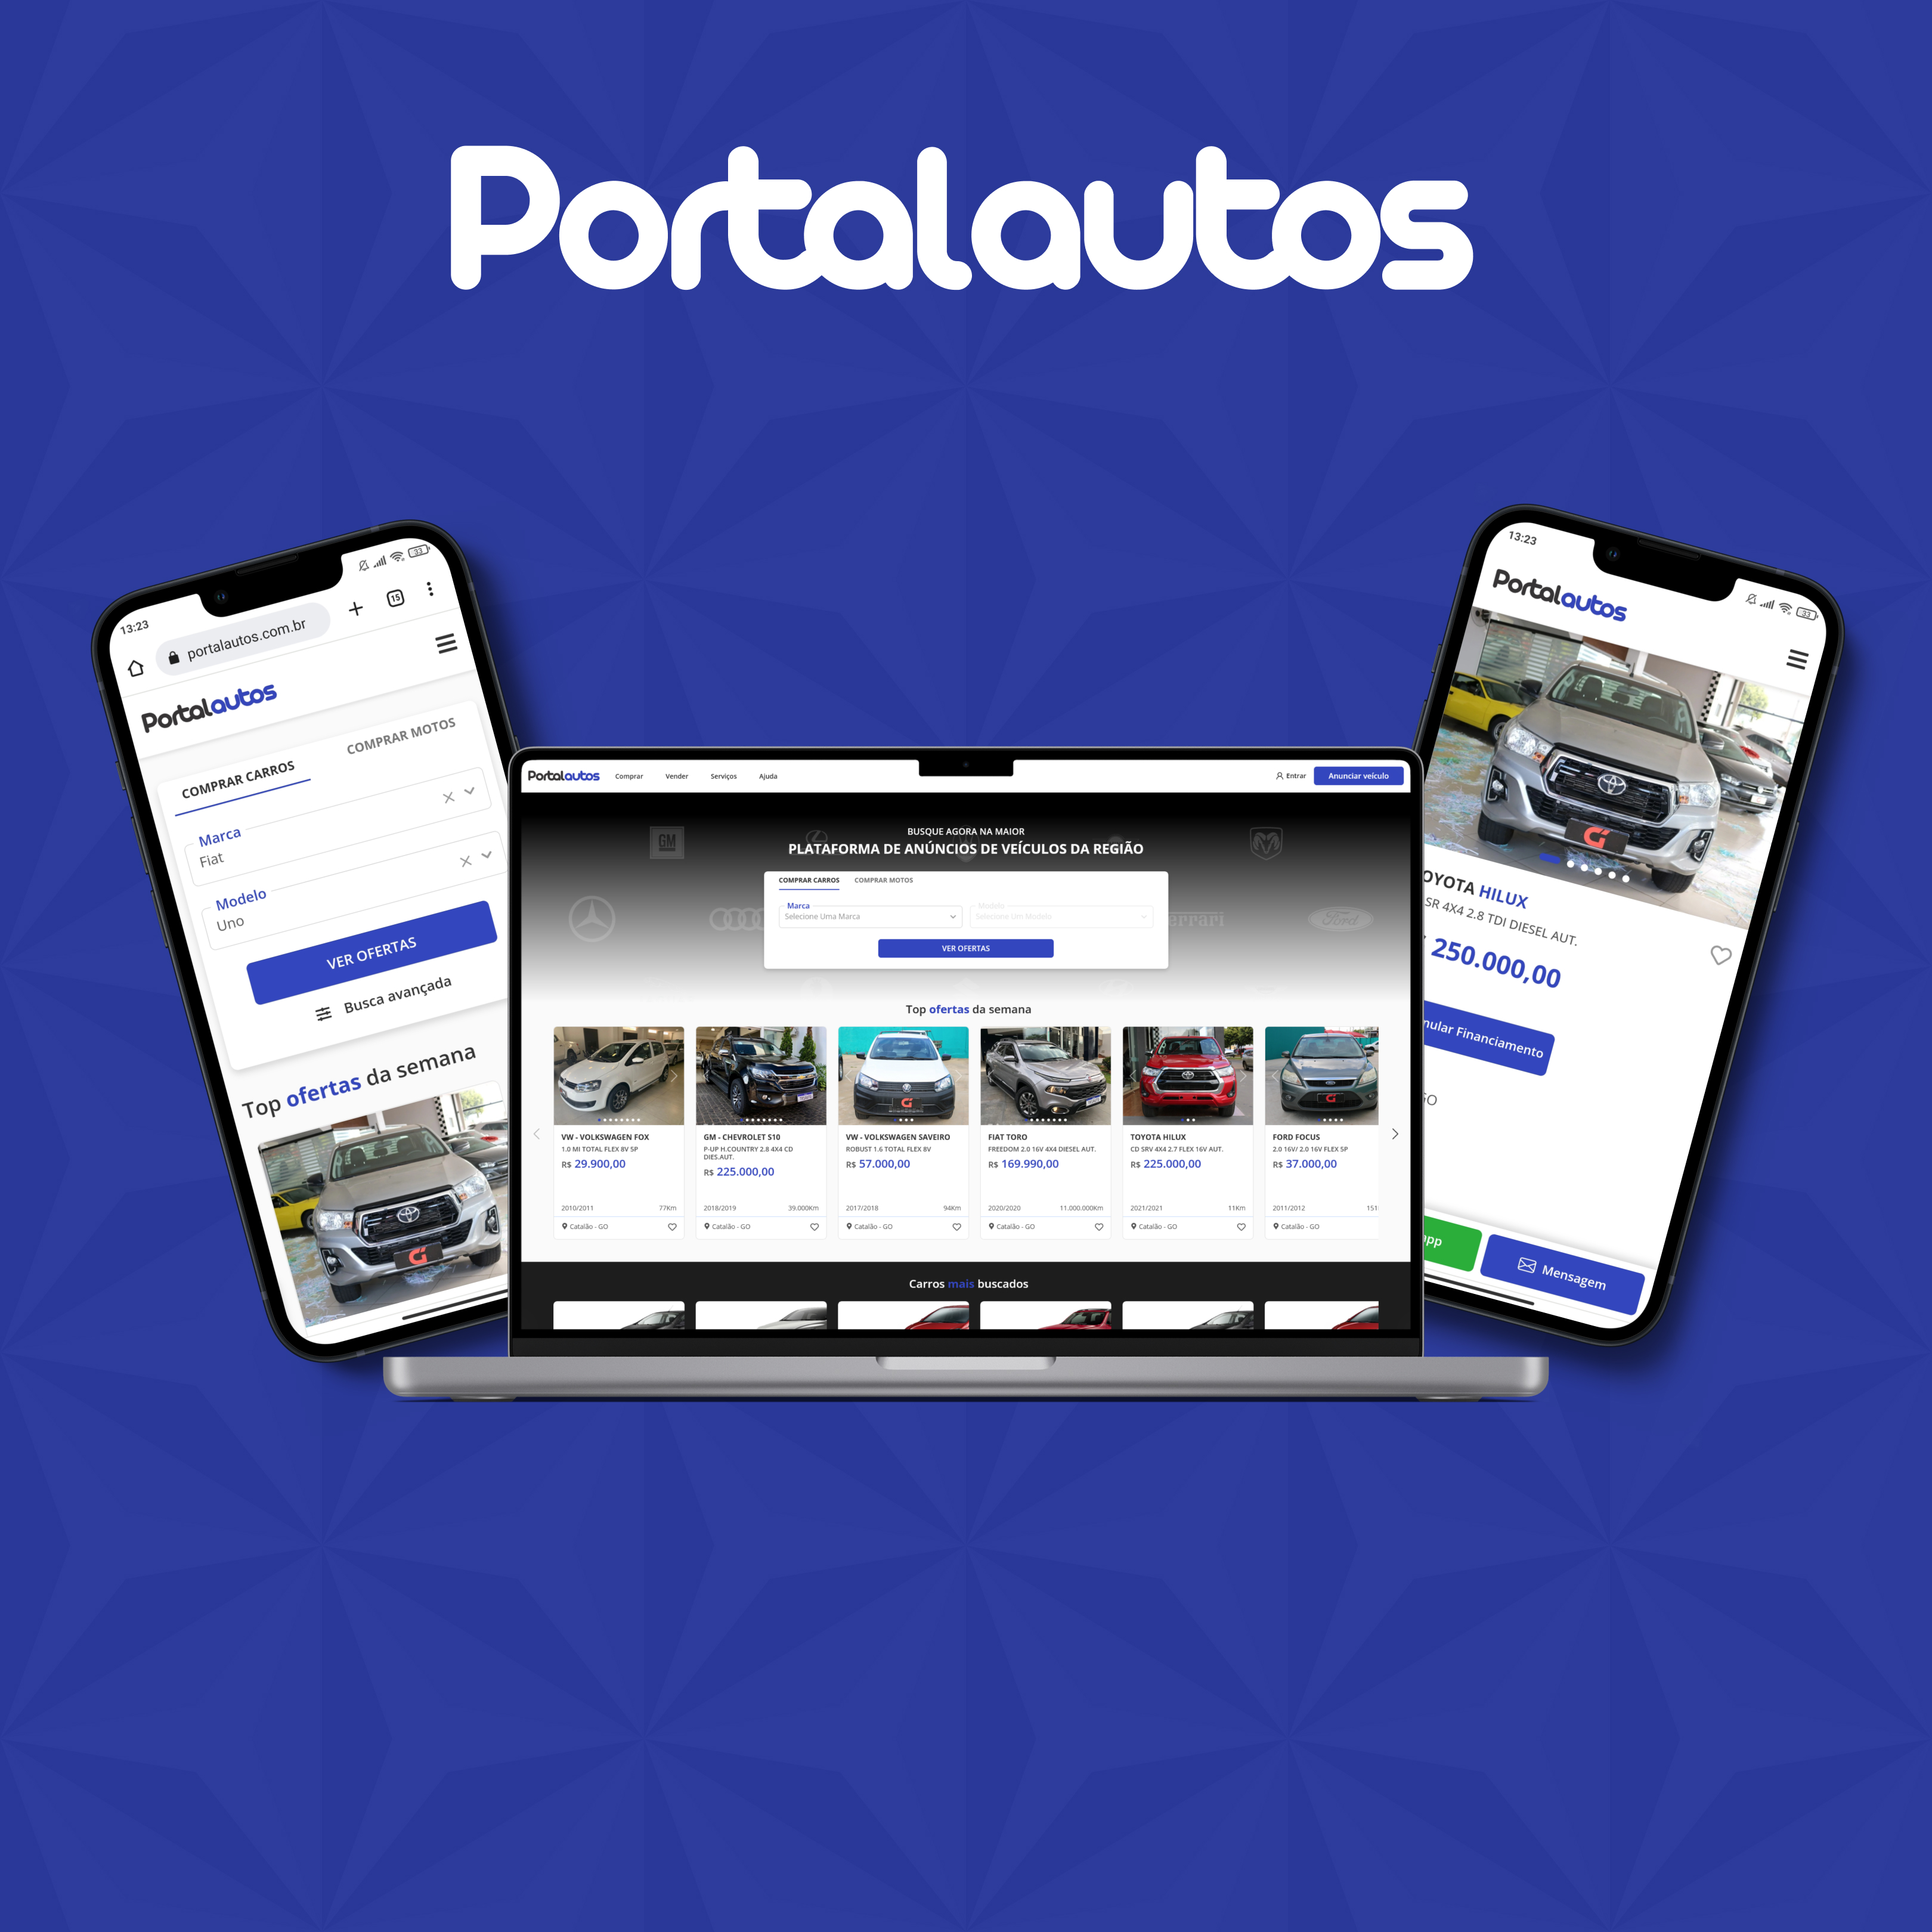 Portalautos
13:23
33
portalautos.com.br
15
Portalautos
COMPRAR CARROS
COMPRAR MOTOS
Marca
Fiat
Modelo
Uno
VER OFERTAS
Busca avançada
Top ofertas da semana
Portalautos Comprar Vender Serviços Ajuda Entrar Anunciar veículo
GM
BUSQUE AGORA NA MAIOR
PLATAFORMA DE ANÚNCIOS DE VEÍCULOS DA REGIÃO
COMPRAR CARROS COMPRAR MOTOS
Marca Modelo
Selecione Uma Marca Selecione Um Modelo
errari
Ford
VER OFERTAS
Top ofertas da semana
VW - VOLKSWAGEN FOX
1.0 MI TOTAL FLEX 8V 5P
R$ 29.900,00
2010/2011 77Km
Catalão - GO
GM - CHEVROLET S10
P-UP H.COUNTRY 2.8 4X4 CD
DIES.AUT.
R$ 225.000,00
2018/2019 39.000Km
Catalão - GO
VW - VOLKSWAGEN SAVEIRO
ROBUST 1.6 TOTAL FLEX 8V
R$ 57.000,00
2017/2018 94Km
Catalão - GO
FIAT TORO
FREEDOM 2.0 16V 4X4 DIESEL AUT.
R$ 169.990,00
2020/2020 11.000.000Km
Catalão - GO
TOYOTA HILUX
CD SRV 4X4 2.7 FLEX 16V AUT.
R$ 225.000,00
2021/2021 11Km
Catalão - GO
FORD FOCUS
2.0 16V/ 2.0 16V FLEX 5P
R$ 37.000,00
2011/2012 151
Catalão - GO
Carros mais buscados
13:23
33
Portalautos
OYOTA HILUX
SR 4X4 2.8 TDI DIESEL AUT.
250.000,00
nular Financiamento
GO
app
Mensagem